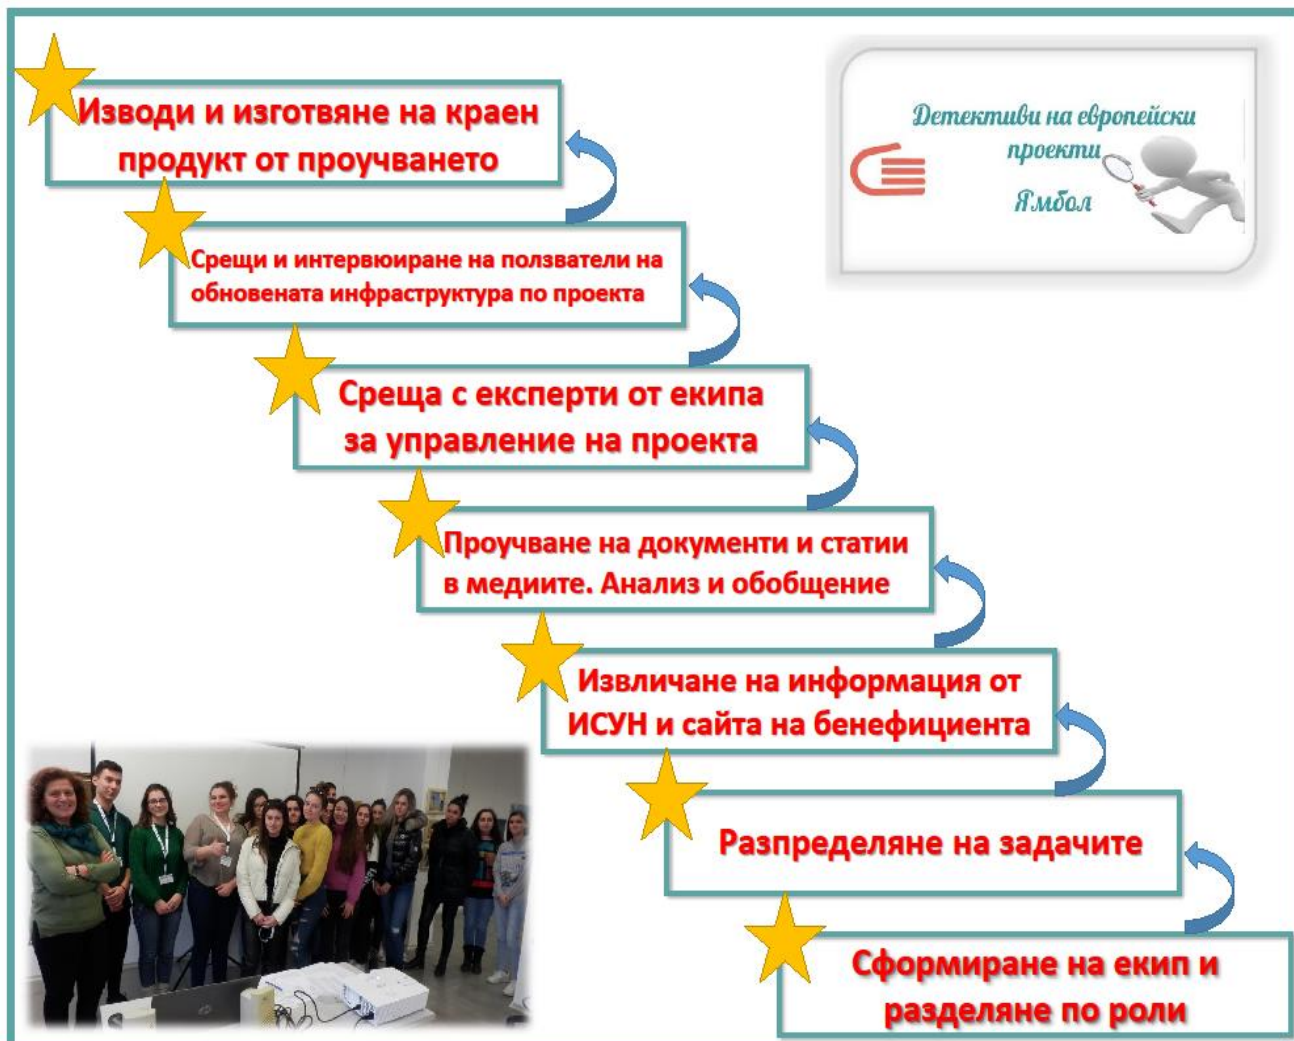 Изводи и изготвяне на краен
продукт от проучването
Детективи на европейски
проекти
Ямбол
Срещи и интервюиране на ползватели на
обновената инфраструктура по проекта
Среща с експерти от екипа
за управление на проекта
Проучване на документи и статии
в медиите. Анализ и обобщение
Извличане на информация от
ИСУН и сайта на бенефициента
Разпределяне на задачите
Сформиране на екип и
разделяне по роли